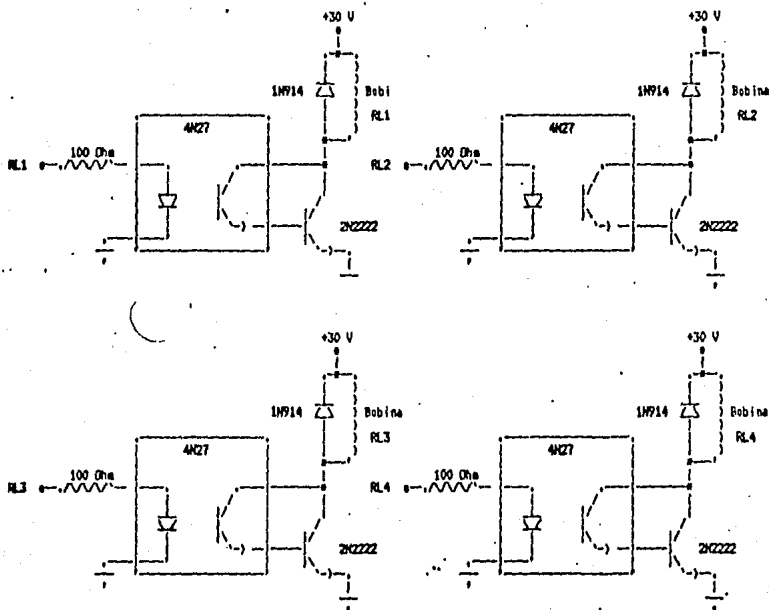 +30 V
1N914
Bobi
RL1
4N27
RL1
100 Ohm
2N2222
+30 V
1N914
Bobina
RL2
4N27
RL2
100 Ohm
2N2222
+30 V
1N914
Bobina
RL3
4N27
RL3
100 Ohm
2N2222
+30 V
1N914
Bobina
RL4
4N27
RL4
100 Ohm
2N2222